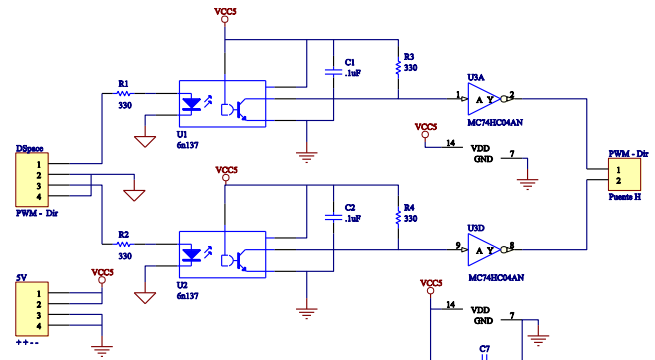 VCC5
C1
.1uF
R3
330
U3A
R1
330
1
A Y
2
MC74HC04AN
U1
6n137
VCC5
14
VDD
GND
7
DSpace
1
2
3
4
PWM - Dir
PWM - Dir
1
2
Puente H
VCC5
C2
.1uF
R4
330
U3D
R2
330
9
A Y
8
MC74HC04AN
U2
6n137
5V
1
2
3
4
++--
VCC5
VCC5
14
VDD
GND
7
C7